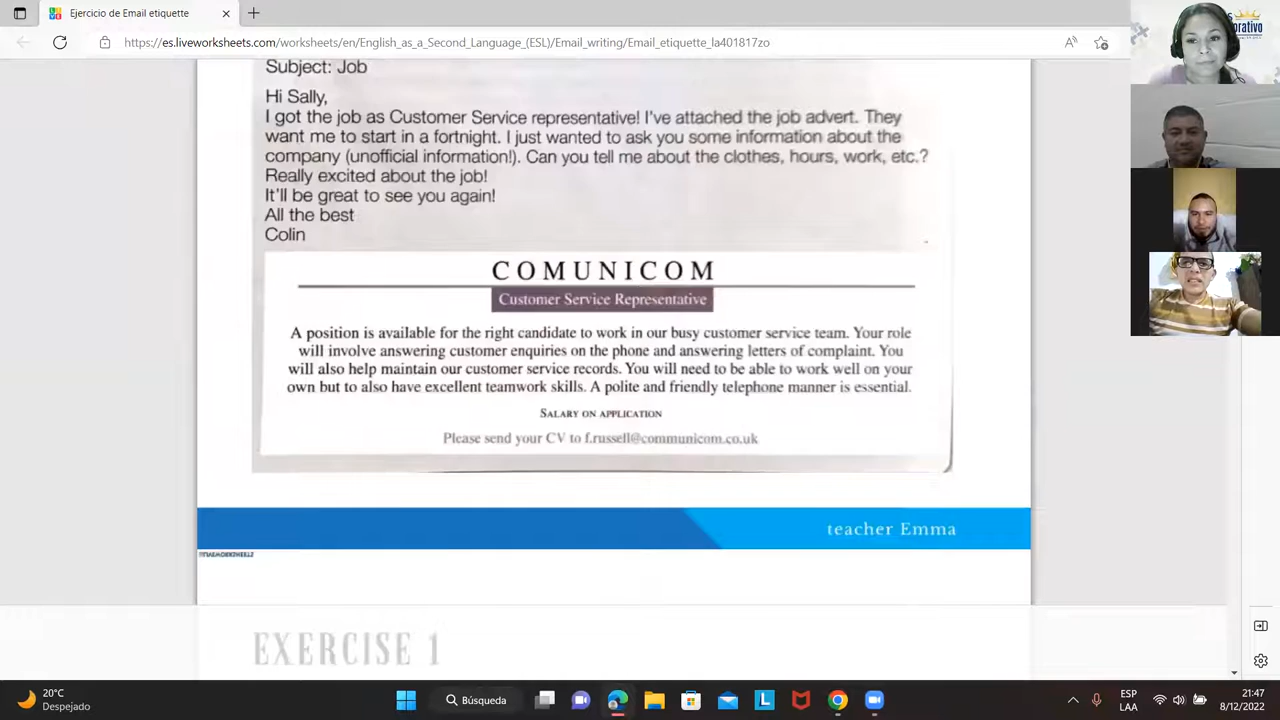 Ejercicio de Email etiquette
https://es.liveworksheets.com/worksheets/en/English_as_a_Second_Language_(ESL)/Email_writing/Email_etiquette_la401817zo
orativo
Subject: Job
Hi Sally,
I got the job as Customer Service representative! I've attached the job advert. They
want me to start in a fortnight. I just wanted to ask you some information about the
company (unofficial information!). Can you tell me about the clothes, hours, work, etc.?
Really excited about the job!
It'll be great to see you again!
All the best
Colin
COMUNICOM
Customer Service Representative
A position is available for the right candidate to work in our busy customer service team. Your role
will involve answering customer enquiries on the phone and answering letters of complaint. You
will also help maintain our customer service records. You will need to be able to work well on your
own but to also have excellent teamwork skills. A polite and friendly telephone manner is essential.
SALARY ON APPLICATION
Please send your CV to f.russell@communicom.co.uk
teacher Emma
EXERCISE 1
20°C
Despejado
Búsqueda
ESP
LAA
21:47
8/12/2022